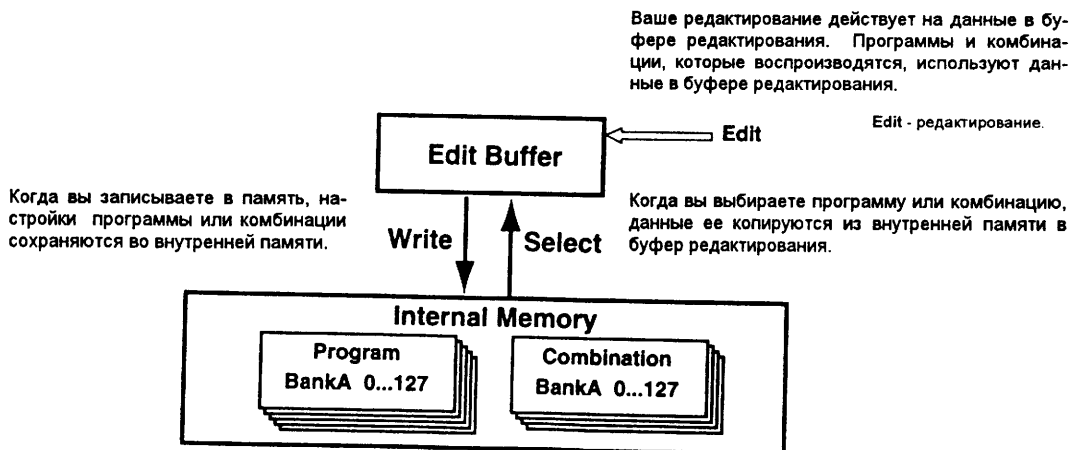 Ваше редактирование действует на данные в бу-
фере редактирования. Программы и комбина-
ции, которые воспроизводятся, используют дан-
ные в буфере редактирования.
Edit
Edit - редактирование.
Edit Buffer
Когда вы записываете в память, на-
стройки программы или комбинации
сохраняются во внутренней памяти.
Write
Select
Когда вы выбираете программу или комбинацию,
данные ее копируются из внутренней памяти в
буфер редактирования.
Internal Memory
Program
BankA 0...127
Combination
BankA 0...127